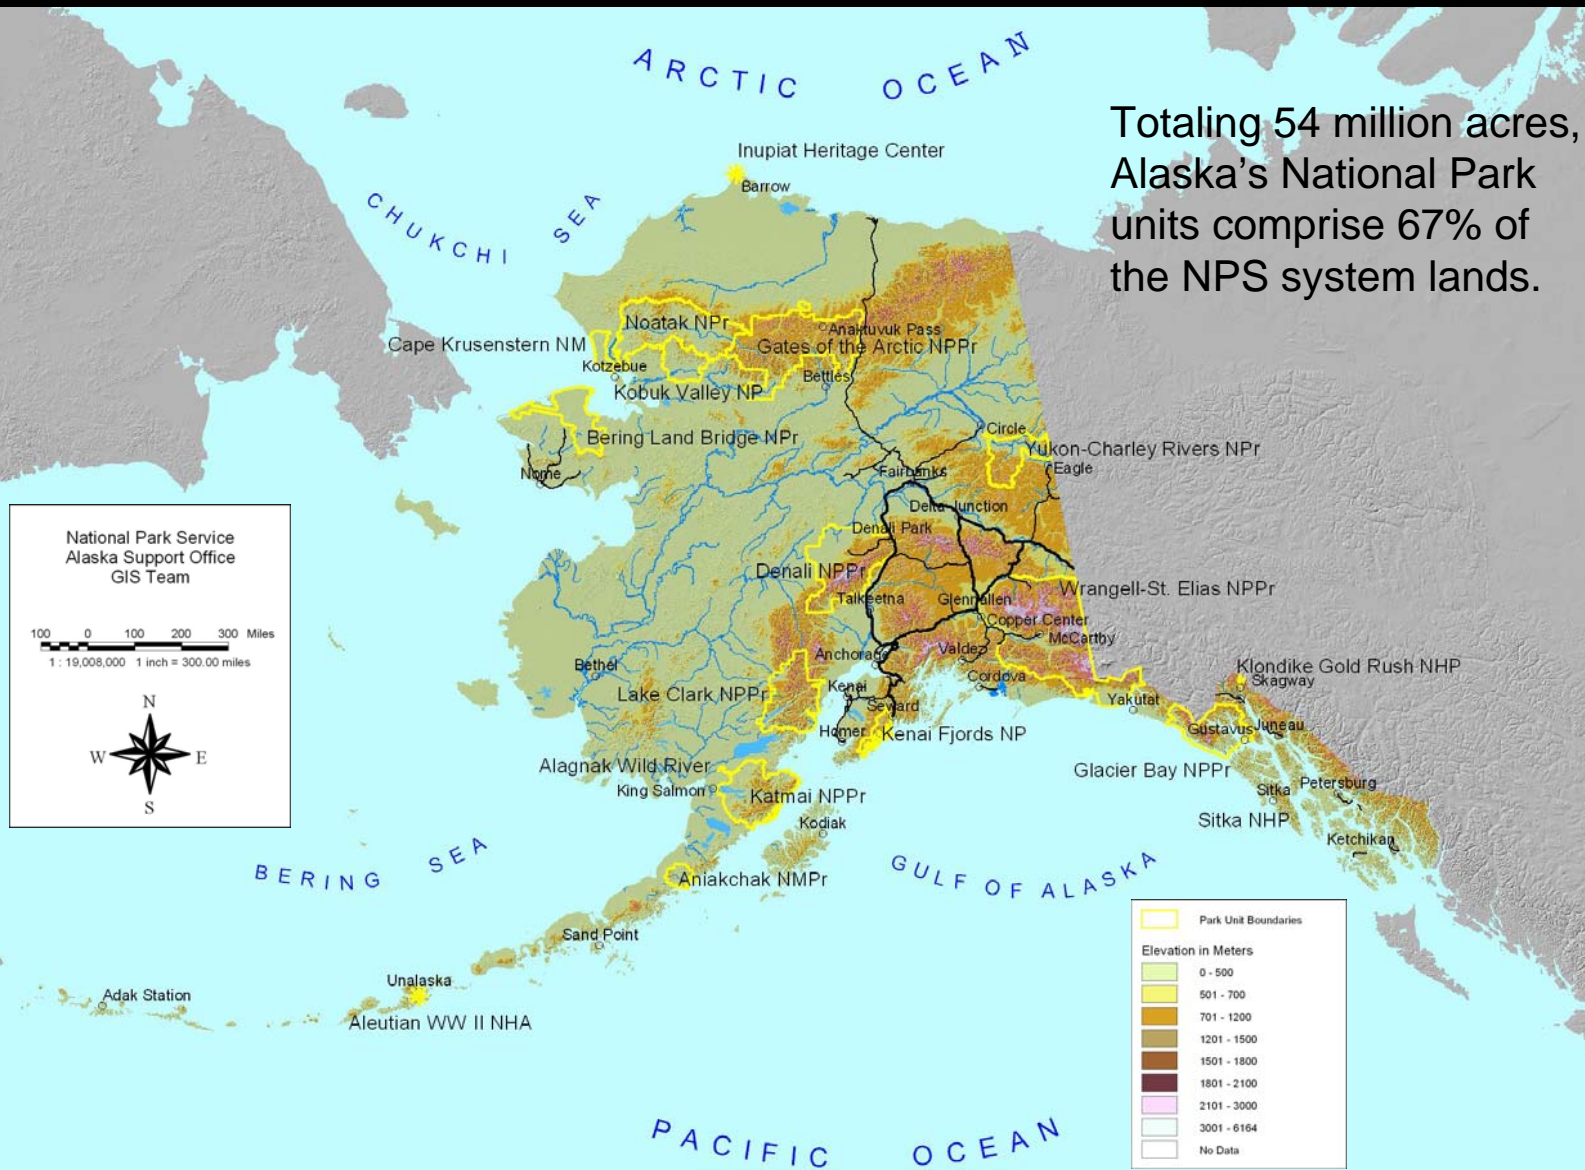 ARCTIC OCEAN
Totaling 54 million acres,
Alaska’s National Park
units comprise 67% of
the NPS system lands.
Inupiat Heritage Center
Barrow
CHUKCHI SEA
Noatak NPr
Anaktuvuk Pass
Cape Krusenstern NM
Gates of the Arctic NPPr
Kotzebue
Bettles
Kobuk Valley NP
Circle
Bering Land Bridge NPr
Yukon-Charley Rivers NPr
Eagle
Nome
Fairbanks
Delta Junction
Denali Park
Denali NPPr
Wrangell-St. Elias NPPr
Talkeetna
Glennallen
Copper Center
McCarthy
Anchorage
Valdez
Bethel
Klondike Gold Rush NHP
Skagway
Cordova
Lake Clark NPPr
Kenai
Yakutat
Seward
Homer
Kenai Fjords NP
Gustavus
Juneau
Alagnak Wild River
Glacier Bay NPPr
King Salmon
Katmai NPPr
Petersburg
Sitka
Kodiak
Sitka NHP
Ketchikan
BERING SEA
GULF OF ALASKA
Aniakchak NMPr
Sand Point
Unalaska
Adak Station
Aleutian WW II NHA
PACIFIC OCEAN
National Park Service
Alaska Support Office
GIS Team
100 0 100 200 300 Miles
1 : 19,008,000 1 inch = 300.00 miles
N
W E
S
Park Unit Boundaries
Elevation in Meters
0 - 500
501 - 700
701 - 1200
1201 - 1500
1501 - 1800
1801 - 2100
2101 - 3000
3001 - 6164
No Data